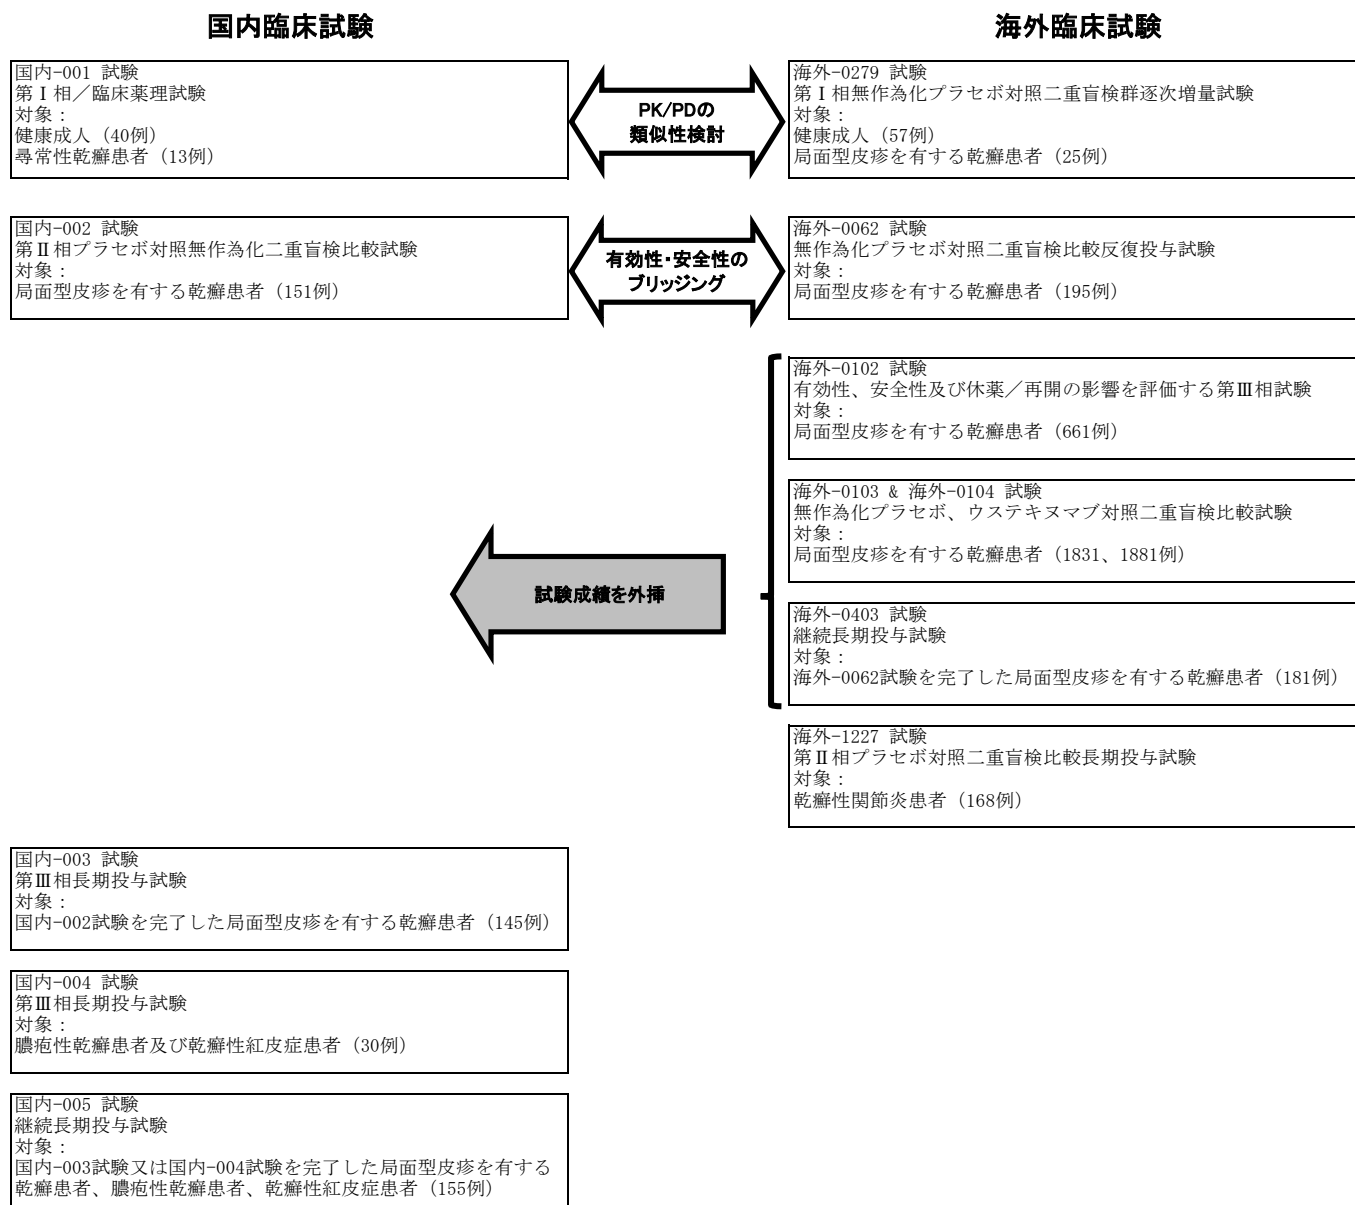 国内臨床試験
海外臨床試験
国内-001 試験
第Ⅰ相／臨床薬理試験
対象：
健康成人（40例）
尋常性乾癬患者（13例）
PK/PDの
類似性検討
海外-0279 試験
第Ⅰ相無作為化プラセボ対照二重盲検群逐次増量試験
対象：
健康成人（57例）
局面型皮疹を有する乾癬患者（25例）
国内-002 試験
第Ⅱ相プラセボ対照無作為化二重盲検比較試験
対象：
局面型皮疹を有する乾癬患者（151例）
有効性・安全性の
ブリッジング
海外-0062 試験
無作為化プラセボ対照二重盲検比較反復投与試験
対象：
局面型皮疹を有する乾癬患者（195例）
海外-0102 試験
有効性、安全性及び休薬／再開の影響を評価する第Ⅲ相試験
対象：
局面型皮疹を有する乾癬患者（661例）
海外-0103 & 海外-0104 試験
無作為化プラセボ、ウステキヌマブ対照二重盲検比較試験
対象：
局面型皮疹を有する乾癬患者（1831、1881例）
試験成績を外挿
海外-0403 試験
継続長期投与試験
対象：
海外-0062試験を完了した局面型皮疹を有する乾癬患者（181例）
海外-1227 試験
第Ⅱ相プラセボ対照二重盲検比較長期投与試験
対象：
乾癬性関節炎患者（168例）
国内-003 試験
第Ⅲ相長期投与試験
対象：
国内-002試験を完了した局面型皮疹を有する乾癬患者（145例）
国内-004 試験
第Ⅲ相長期投与試験
対象：
膿疱性乾癬患者及び乾癬性紅皮症患者（30例）
国内-005 試験
継続長期投与試験
対象：
国内-003試験又は国内-004試験を完了した局面型皮疹を有する
乾癬患者、膿疱性乾癬患者、乾癬性紅皮症患者（155例）